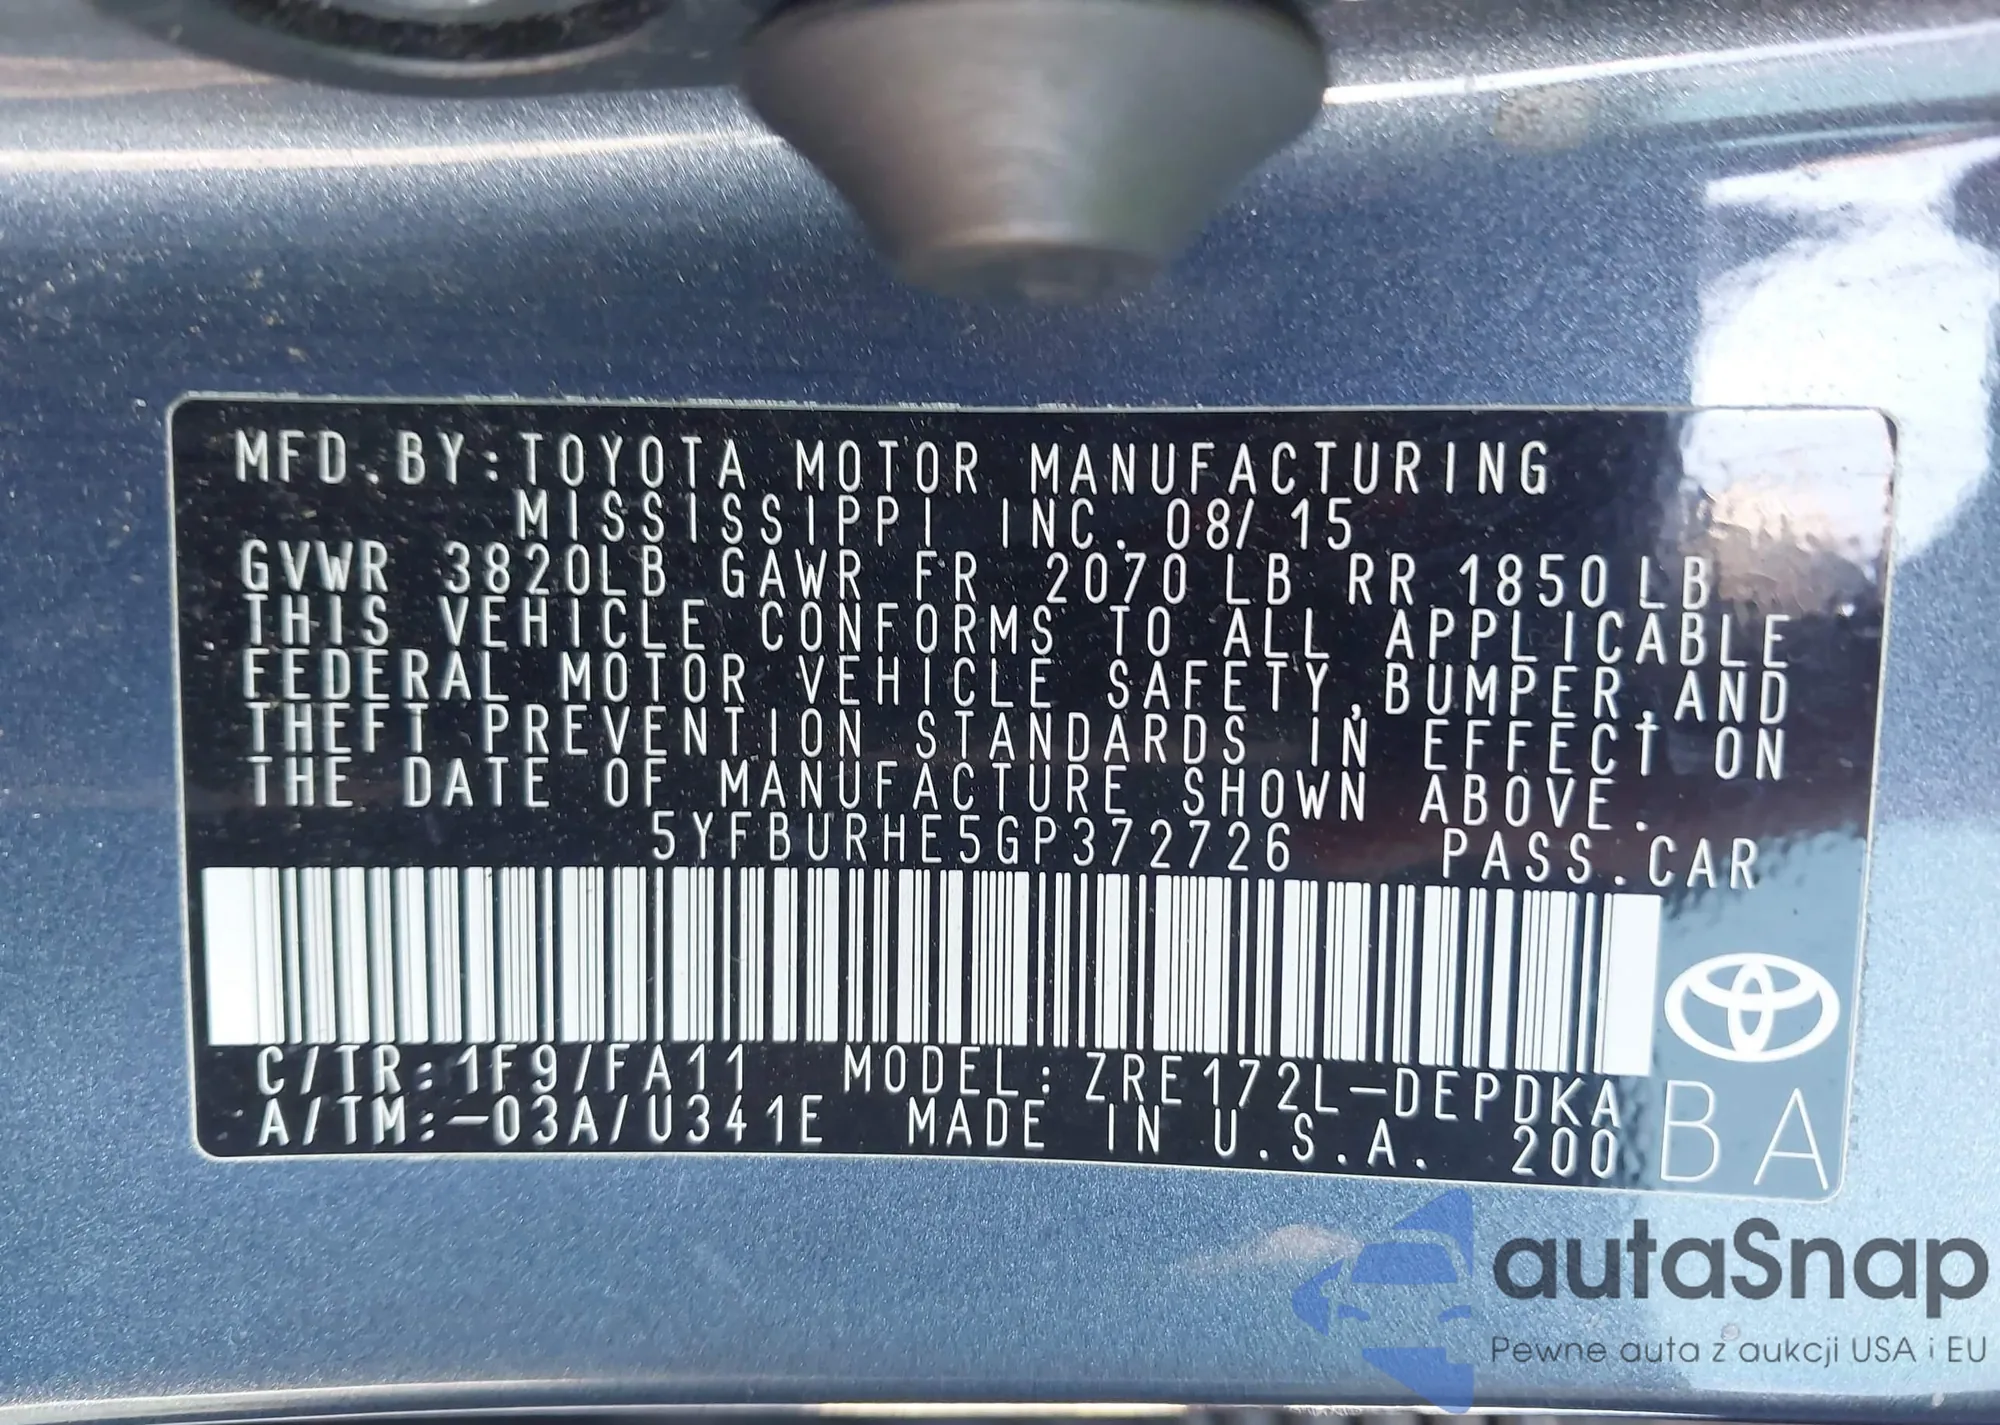 MFD.BY:TOYOTA MOTOR MANUFACTURING
MISSISSIPPI INC. 08/15
GVWR 3820LB GAWR FR 2070 LB RR 1850 LB
THIS VEHICLE CONFORMS TO ALL APPLICABLE
FEDERAL MOTOR VEHICLE SAFETY,BUMPER,AND
THEFT PREVENTION STANDARDS IN EFFECT ON
THE DATE OF MANUFACTURE SHOWN ABOVE.
5YFBURHE5GP372726 PASS.CAR
C/TR:1F9/FA11 MODEL:ZRE172L-DEPDKA
A/TM:-03A/U341E MADE IN U.S.A. 200
BA
autaSnap
Pewne auta z aukcji USA i EU